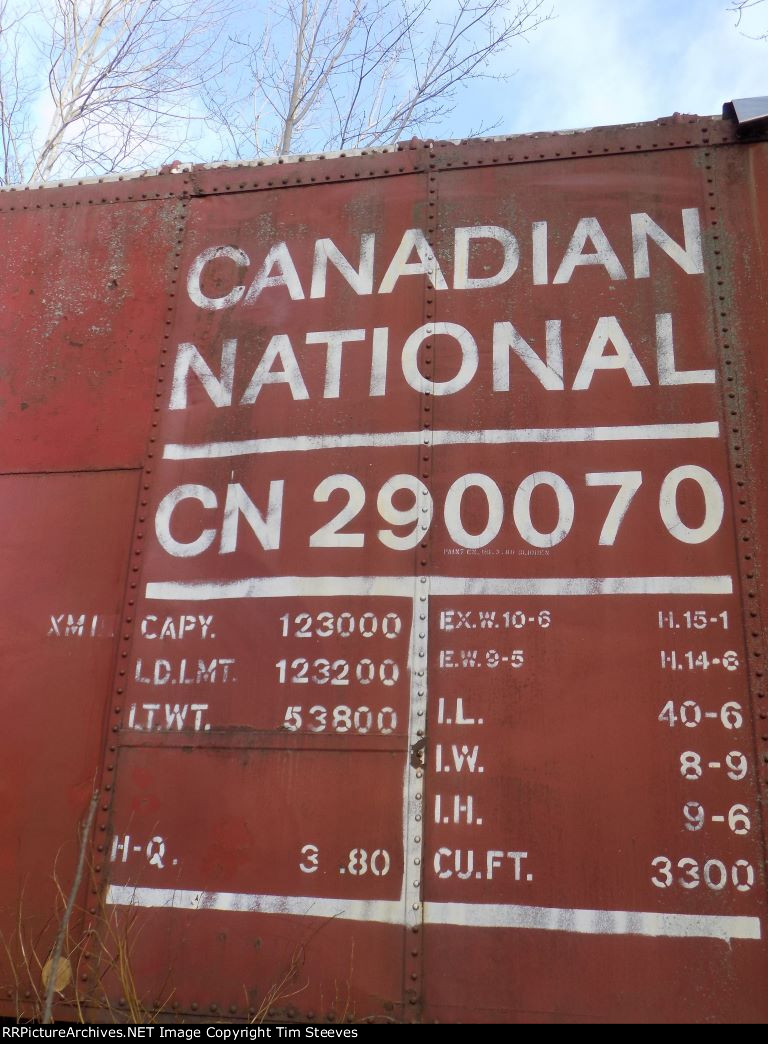 CANADIAN
NATIONAL
CN 290070
XM
CAPY. 123000
LD.LMT. 123200
LT.WT. 53800
H-Q. 3 .80
EX.W.10-6 H.15-1
E.W.9-5 H.14-6
I.L. 40-6
I.W. 8-9
I.H. 9-6
CU.FT. 3300
RRPictureArchives.NET Image Copyright Tim Steeves